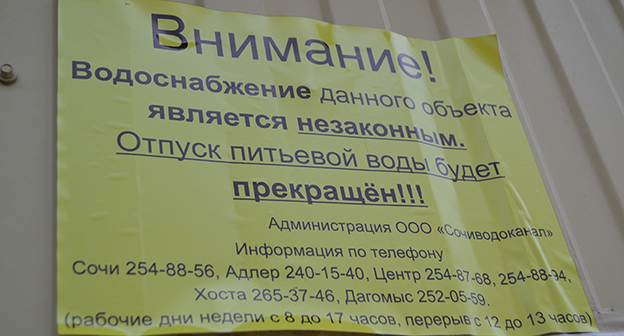 Внимание!
Водоснабжение данного объекта
является незаконным.
Отпуск питьевой воды будет
прекращён!!!
Администрация ООО «Сочиводоканал»
Информация по телефону
Сочи 254-88-56, Адлер 240-15-40, Центр 254-87-68, 254-88-94,
Хоста 265-37-46, Дагомыс 252-05-59.
(рабочие дни недели с 8 до 17 часов, перерыв с 12 до 13 часов)